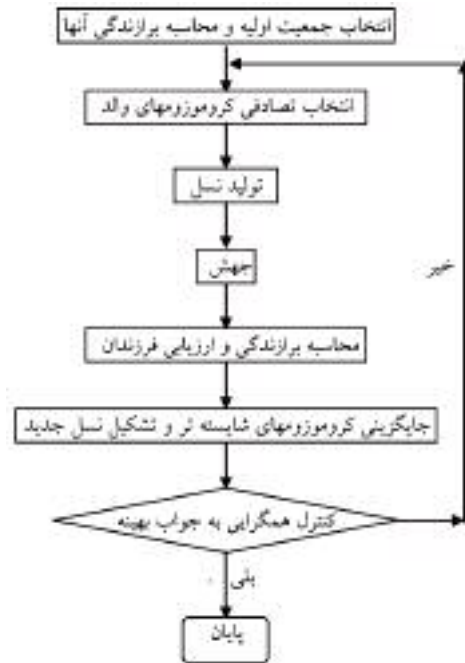 انتخاب جمعیت اولیه و محاسبه برازندگی آنها
انتخاب تصادفی کروموزومهای والد
تولید نسل
جهش
خیر
محاسبه برازندگی و ارزیابی فرزندان
جایگزینی کروموزومهای شایسته تر و تشکیل نسل جدید
کنترل همگرایی به جواب بهینه
بلی
پایان